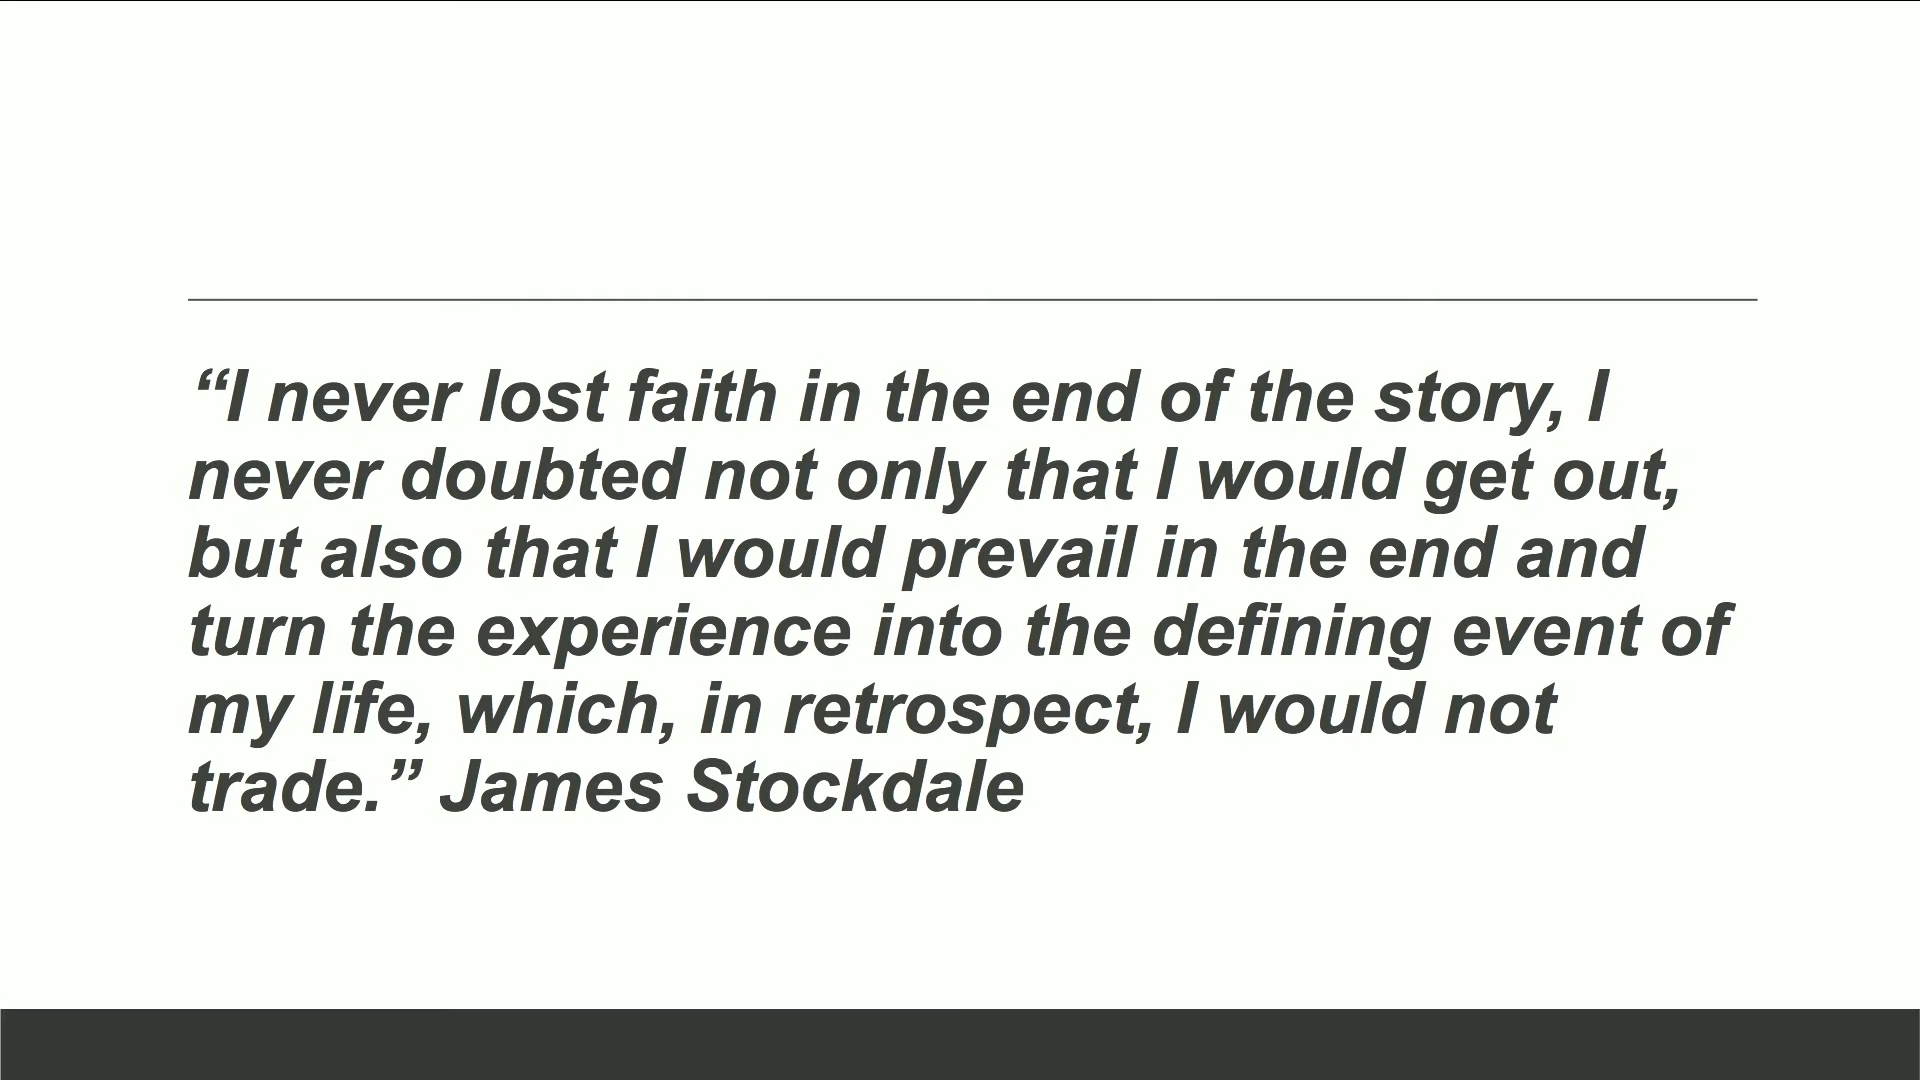 “I never lost faith in the end of the story, I
never doubted not only that I would get out,
but also that I would prevail in the end and
turn the experience into the defining event of
my life, which, in retrospect, I would not
trade.” James Stockdale